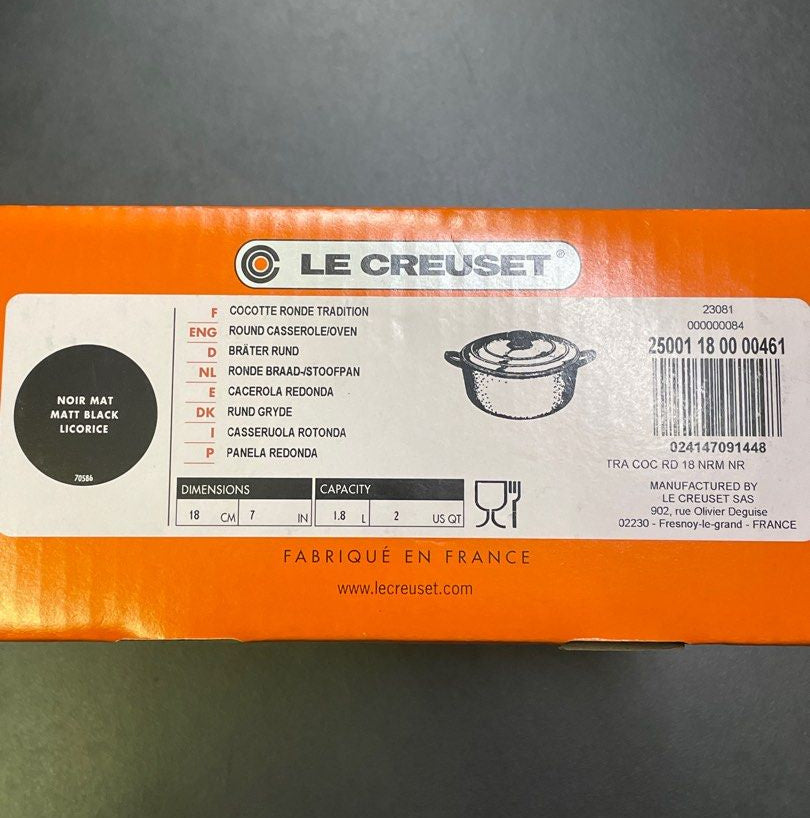 LE CREUSET®
NOIR MAT
MATT BLACK
LICORICE
70586
F COCOTTE RONDE TRADITION
ENG ROUND CASSEROLE/OVEN
D BRÄTER RUND
NL RONDE BRAAD-/STOOFPAN
E CACEROLA REDONDA
DK RUND GRYDE
I CASSERUOLA ROTONDA
P PANELA REDONDA
DIMENSIONS
18 CM 7 IN
CAPACITY
1.8 L 2 US QT
23081
000000084
25001 18 00 00461
024147091448
TRA COC RD 18 NRM NR
MANUFACTURED BY
LE CREUSET SAS
902, rue Olivier Deguise
02230 - Fresnoy-le-grand - FRANCE
FABRIQUÉ EN FRANCE
www.lecreuset.com